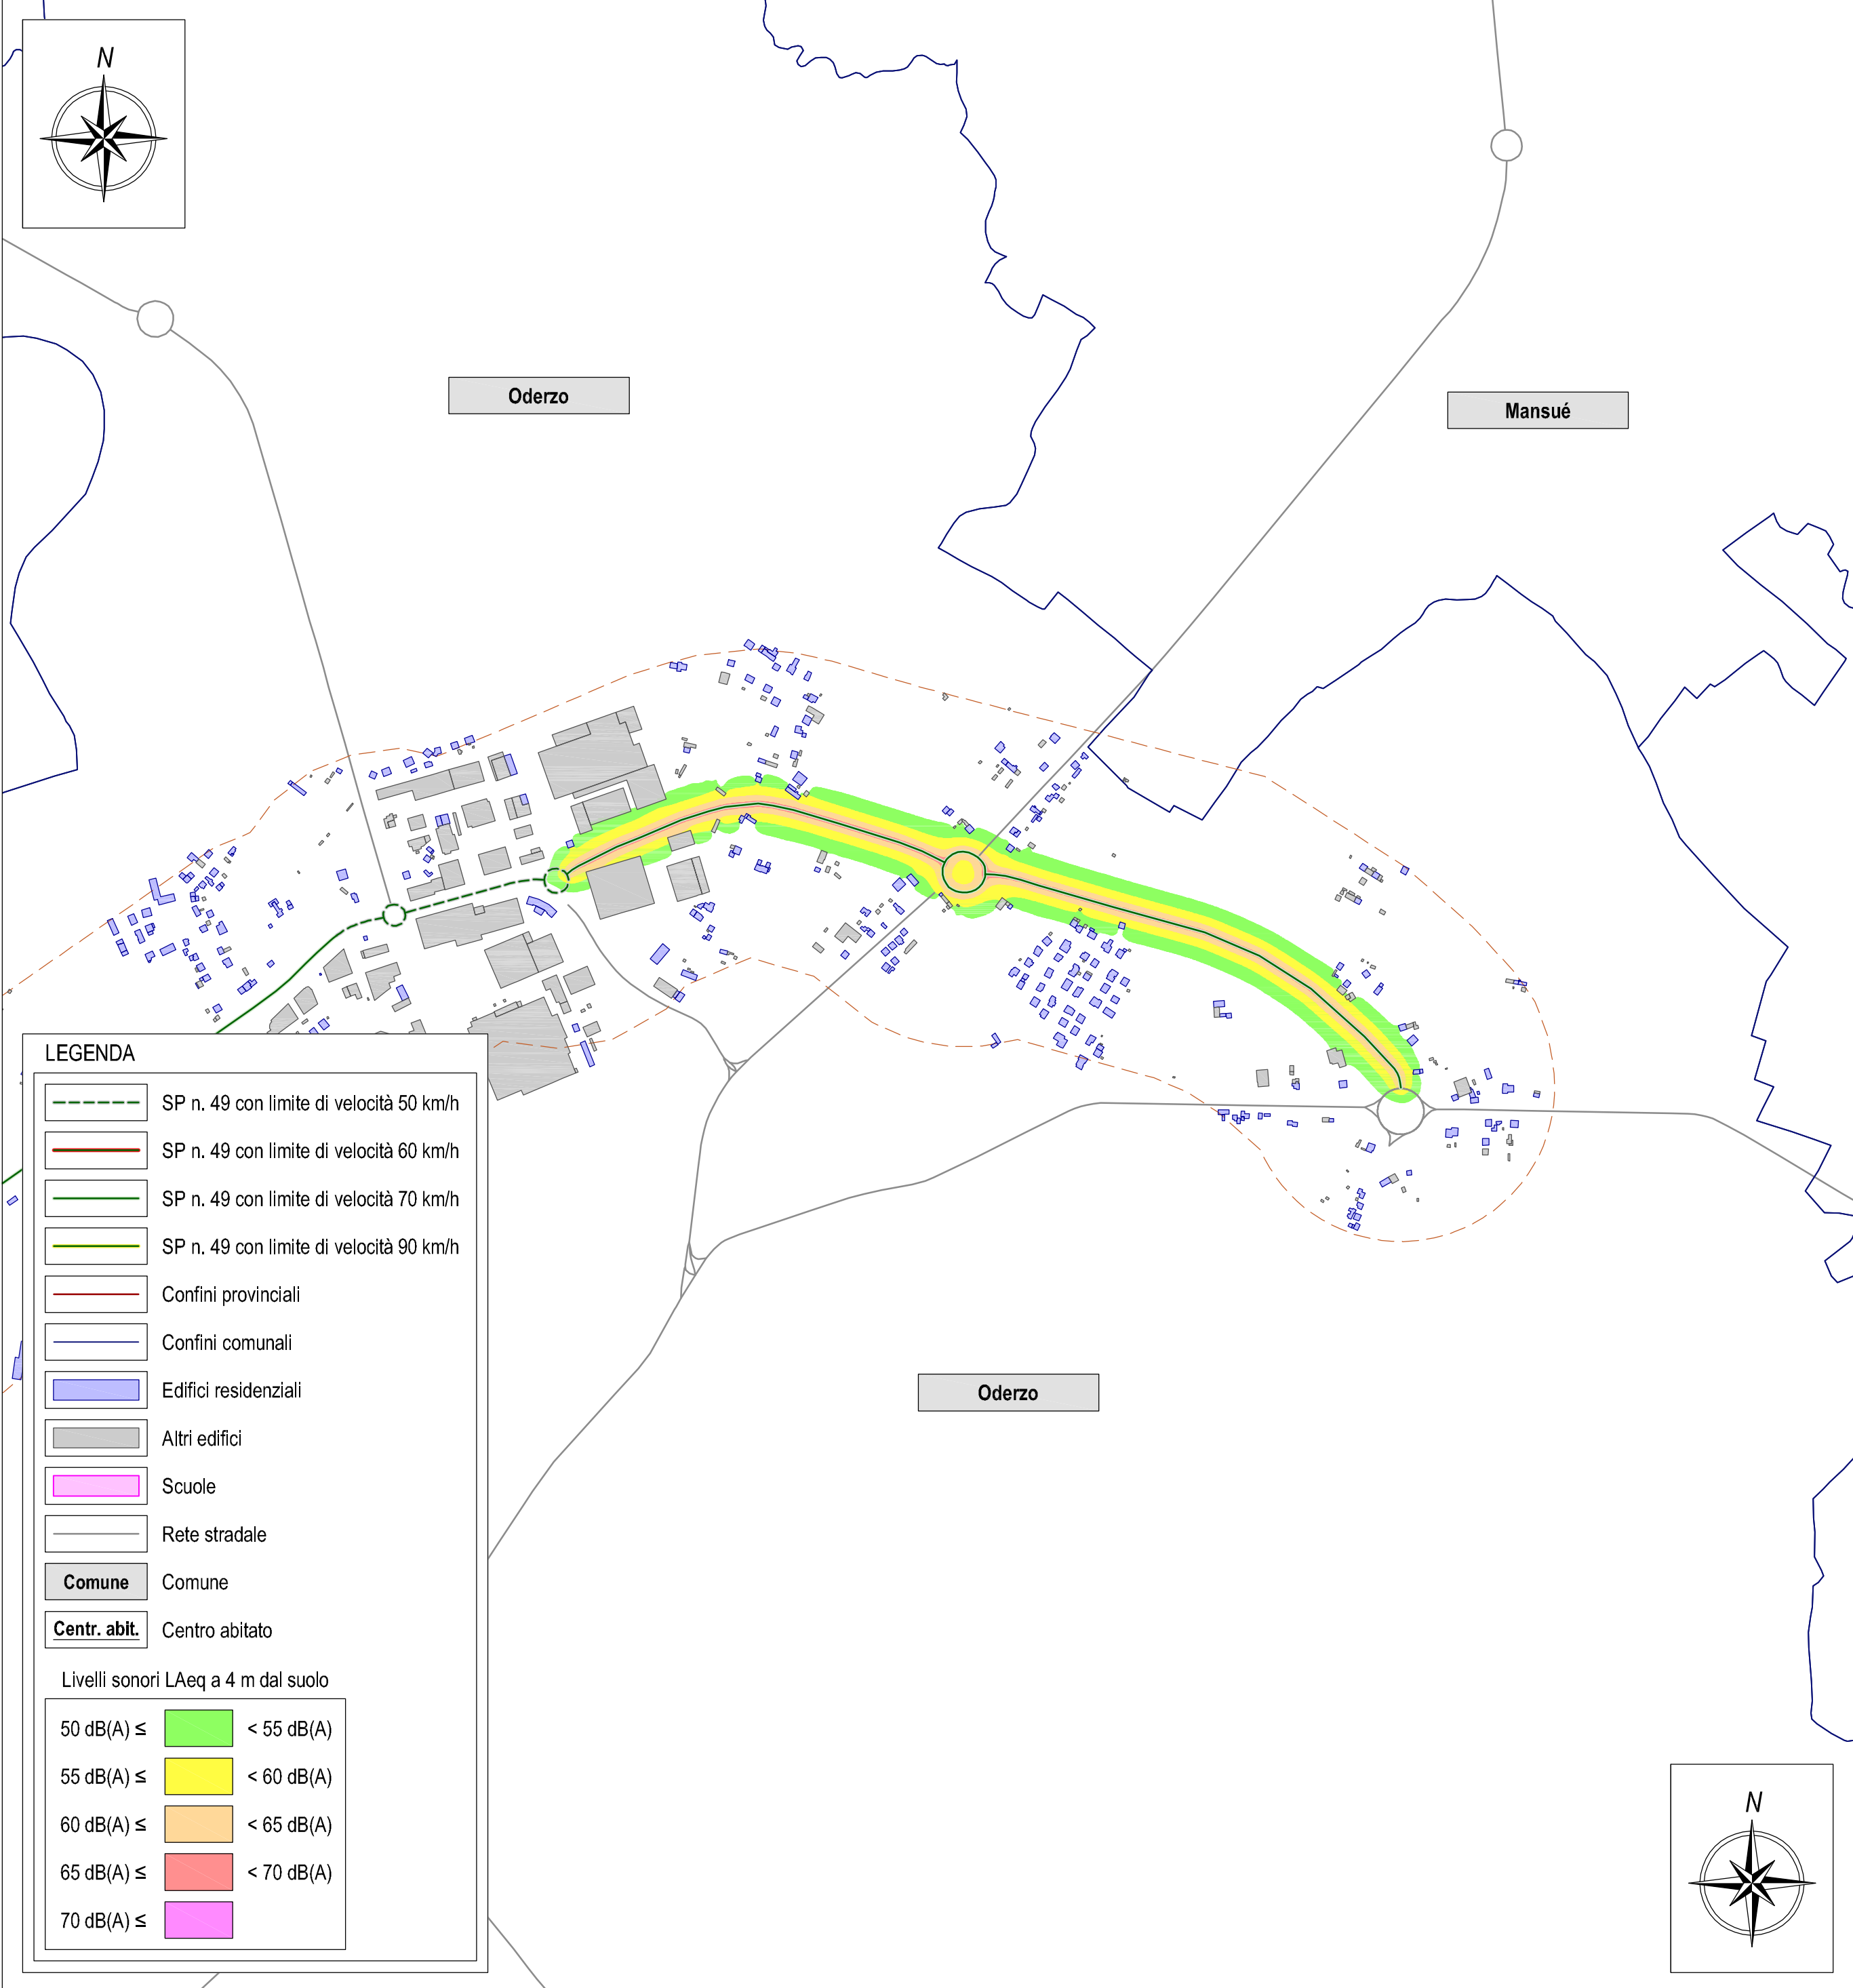 N
Oderzo
Mansué
LEGENDA
SP n. 49 con limite di velocità 50 km/h
SP n. 49 con limite di velocità 60 km/h
SP n. 49 con limite di velocità 70 km/h
SP n. 49 con limite di velocità 90 km/h
Confini provinciali
Confini comunali
Edifici residenziali
Altri edifici
Scuole
Rete stradale
Comune Comune
Centr. abit. Centro abitato
Livelli sonori LAeq a 4 m dal suolo
50 dB(A) ≤ < 55 dB(A)
55 dB(A) ≤ < 60 dB(A)
60 dB(A) ≤ < 65 dB(A)
65 dB(A) ≤ < 70 dB(A)
70 dB(A) ≤
Oderzo
N